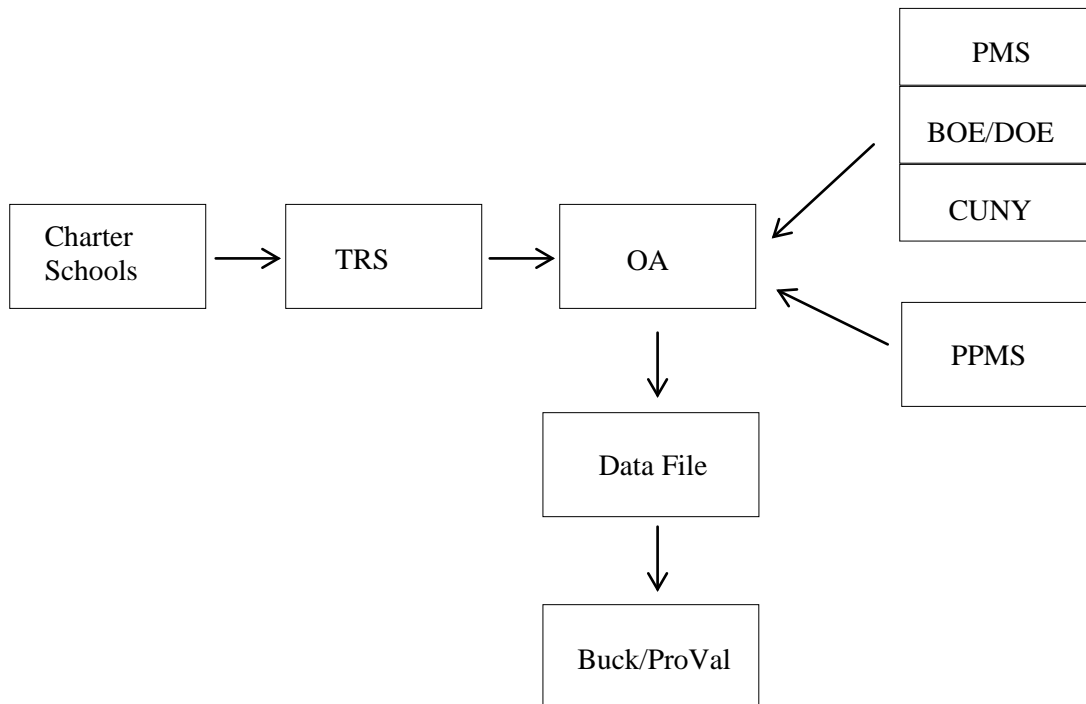 PMS
BOE/DOE
CUNY
Charter
Schools
TRS
OA
PPMS
Data File
Buck/ProVal